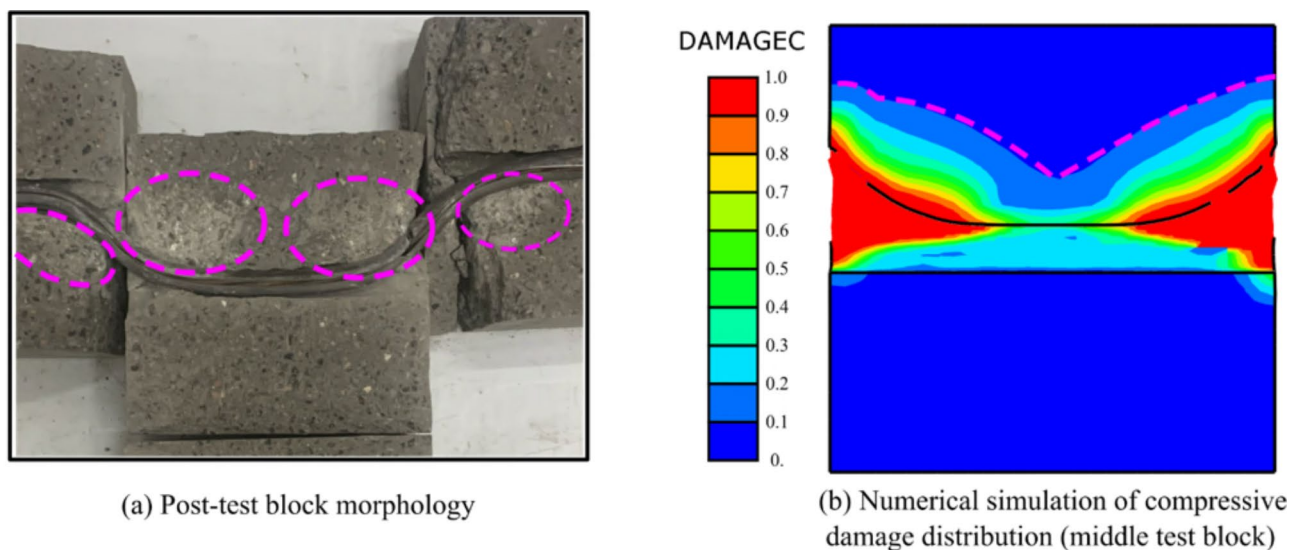 DAMAGEC
1.0
0.9
0.8
0.7
0.6
0.5
0.4
0.3
0.2
0.1
0.
(a) Post-test block morphology
(b) Numerical simulation of compressive
damage distribution (middle test block)